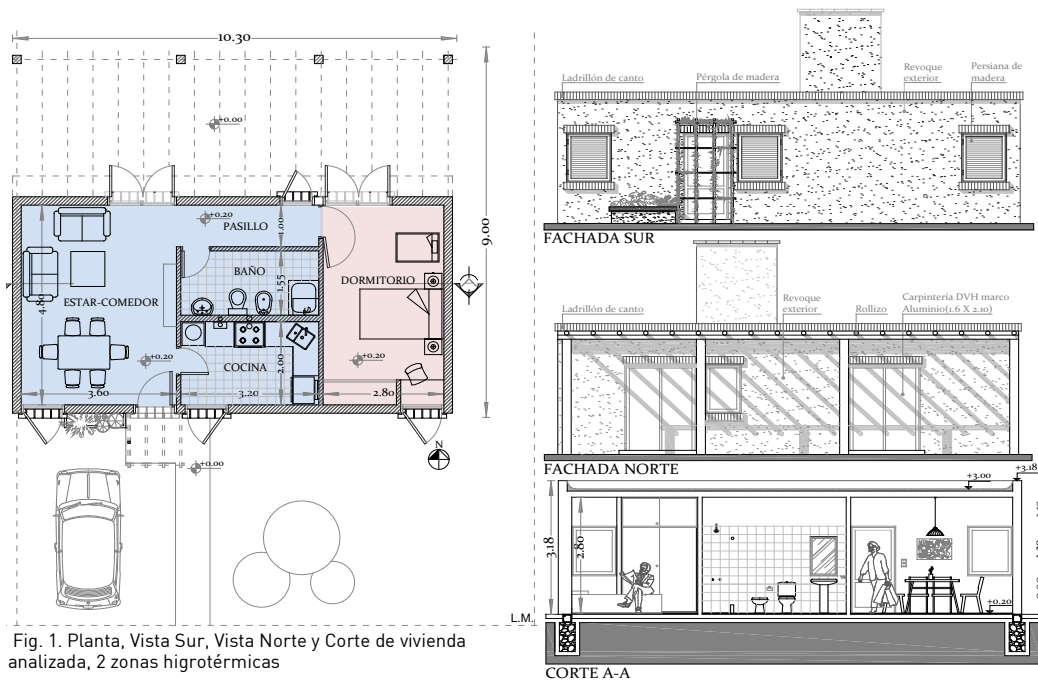 10.30
+0.00
9.00
+0.20
PASILLO
1.00
BAÑO
1.55
DORMITORIO
ESTAR-COMEDOR
4.80
+0.20
+0.20
COCINA
2.00
3.60
3.20
2.80
N
+0.00
L.M.
Fig. 1. Planta, Vista Sur, Vista Norte y Corte de vivienda
analizada, 2 zonas higrotérmicas
Ladrillón de canto
Pérgola de madera
Revoque
exterior
Persiana de
madera
FACHADA SUR
Ladrillón de canto
Revoque
exterior
Rollizo
Carpintería DVH marco
Aluminio(1.6 X 2.10)
FACHADA NORTE
+3.00
+3.18
3.18
2.80
+0.20
CORTE A-A